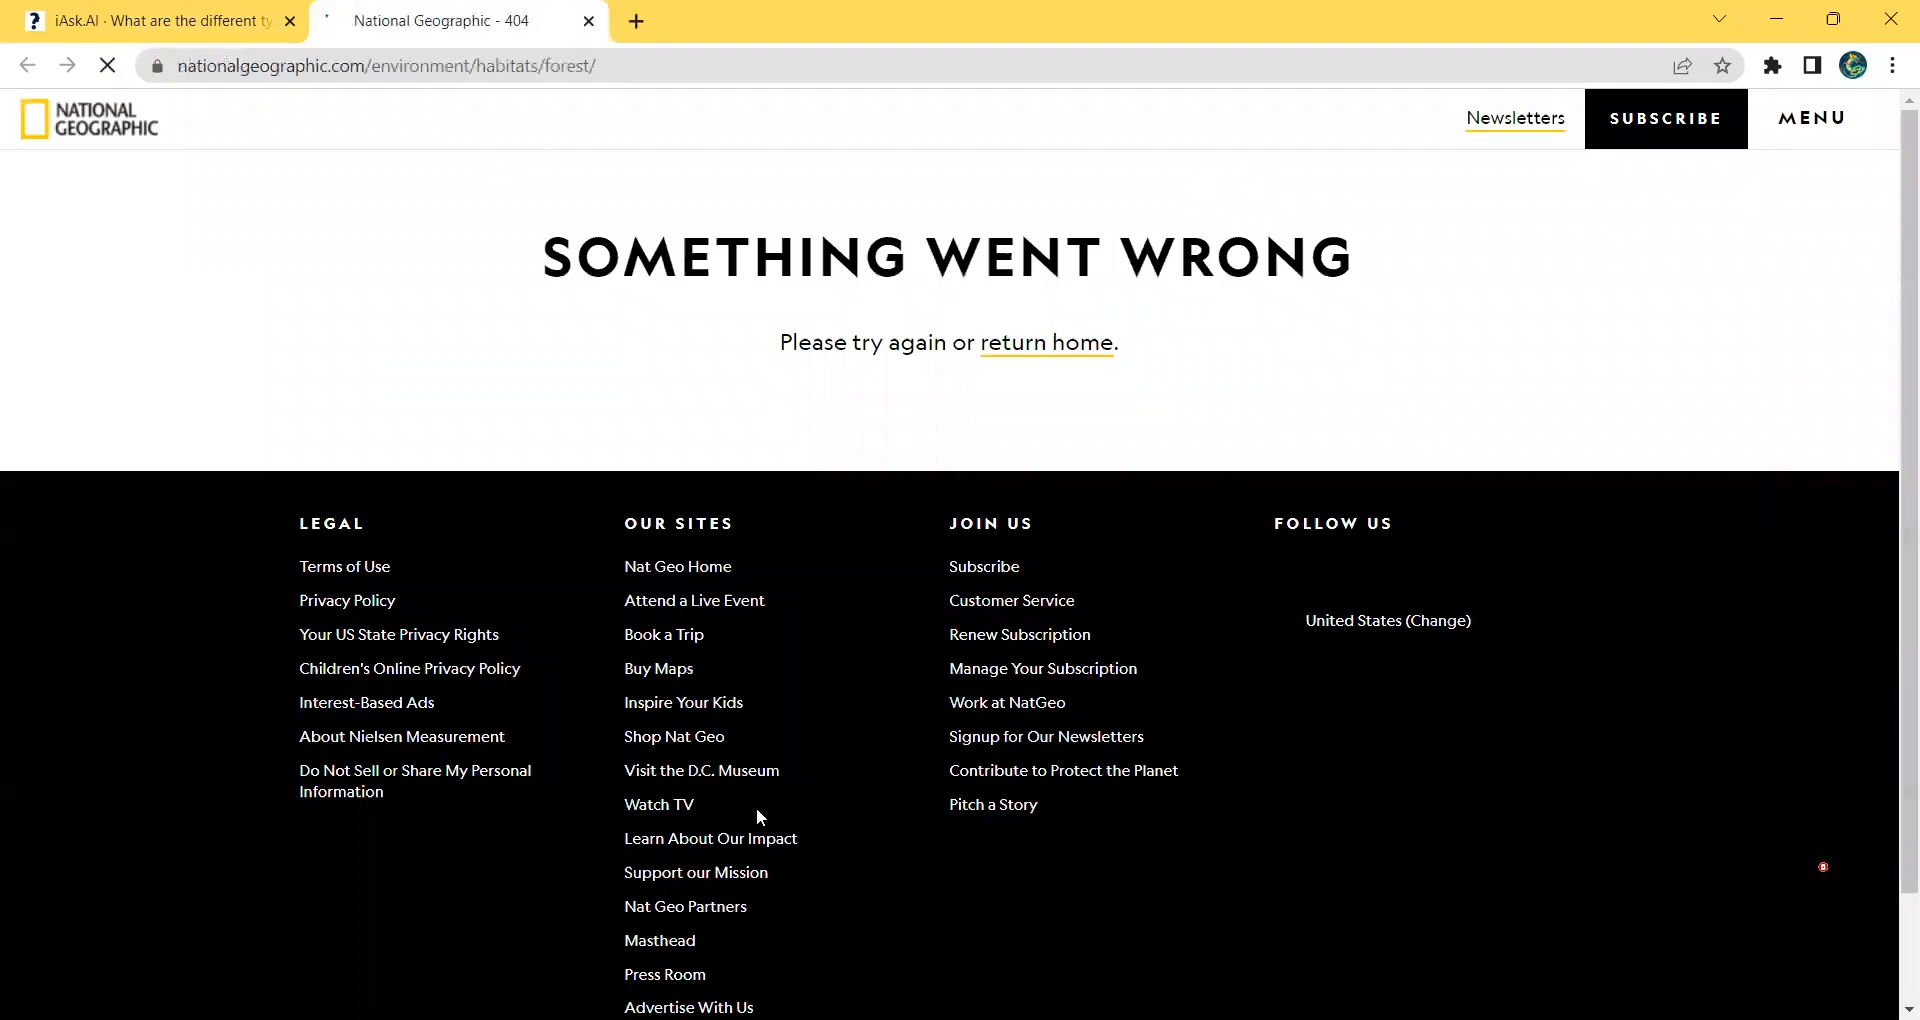 iAsk.AI · What are the different ty
National Geographic - 404
nationalgeographic.com/environment/habitats/forest/
NATIONAL
GEOGRAPHIC
Newsletters
SUBSCRIBE
MENU
SOMETHING WENT WRONG
Please try again or return home.
LEGAL
Terms of Use
Privacy Policy
Your US State Privacy Rights
Children's Online Privacy Policy
Interest-Based Ads
About Nielsen Measurement
Do Not Sell or Share My Personal
Information
OUR SITES
Nat Geo Home
Attend a Live Event
Book a Trip
Buy Maps
Inspire Your Kids
Shop Nat Geo
Visit the D.C. Museum
Watch TV
Learn About Our Impact
Support our Mission
Nat Geo Partners
Masthead
Press Room
Advertise With Us
JOIN US
Subscribe
Customer Service
Renew Subscription
Manage Your Subscription
Work at NatGeo
Signup for Our Newsletters
Contribute to Protect the Planet
Pitch a Story
FOLLOW US
United States (Change)